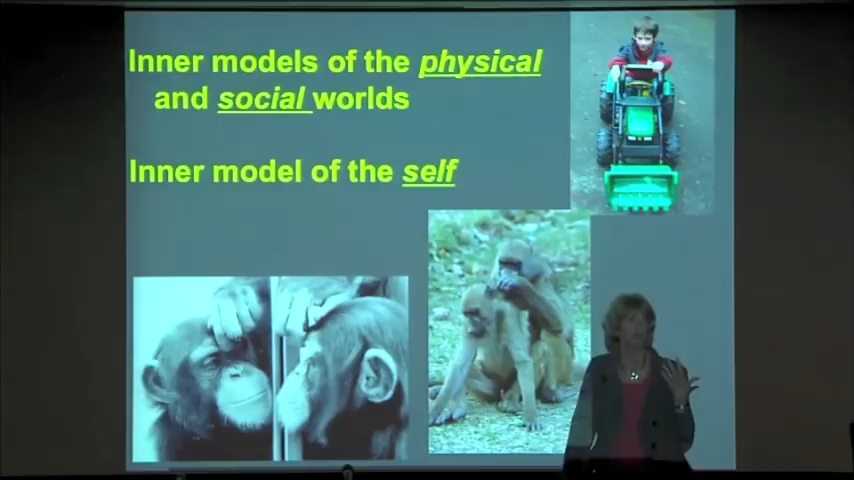 Inner models of the physical
and social worlds
Inner model of the self